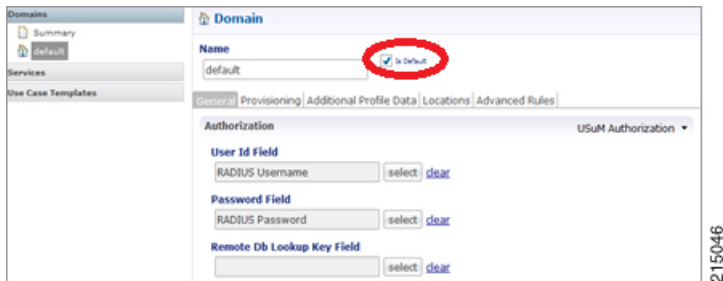 Domains
Summary
default
Services
Use Case Templates
Domain
Name
Is Default
default
General Provisioning Additional Profile Data Locations Advanced Rules
Authorization
USuM Authorization
User Id Field
RADIUS Username select clear
Password Field
RADIUS Password select clear
Remote Db Lookup Key Field
select clear
215046